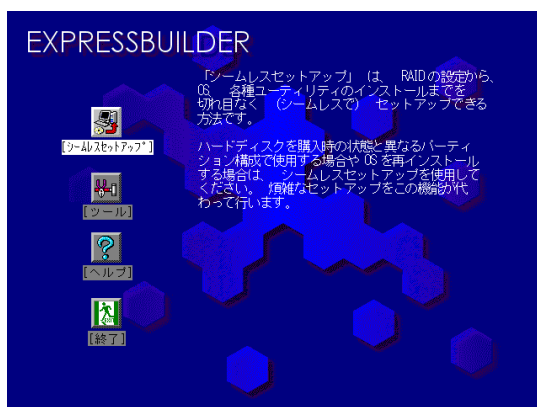 EXPRESSBUILDER
「シームレスセットアップ」 は、 RAIDの設定から、
OS、 各種ユーティリティのインストールまでを
切れ目なく (シームレスで) セットアップできる
方法です。
ハードディスクを購入時の状態と異なるパーティ
ション構成で使用する場合や OS を再インストール
する場合は、 シームレスセットアップを使用して
ください。 煩雑なセットアップをこの機能が代
わって行います。
[シームレスセットアップ]
[ツール]
[ヘルプ]
[終了]